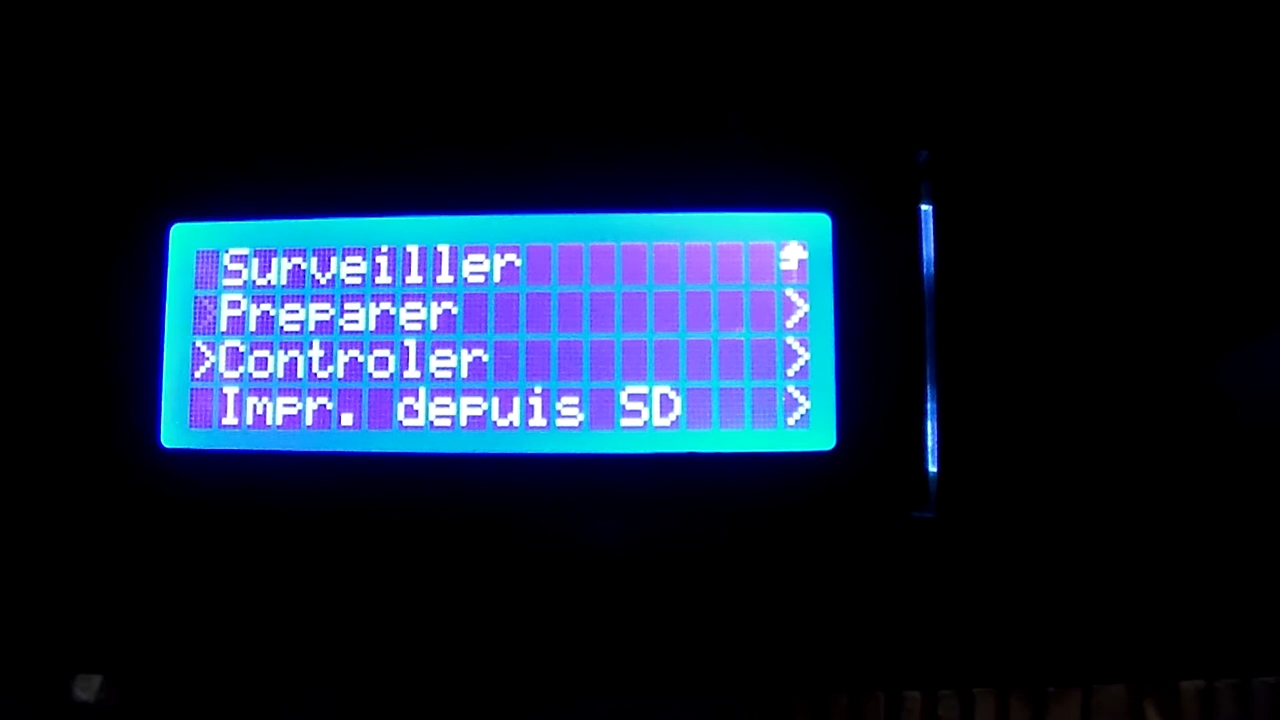 Surveiller
Preparer >
>Controler >
Impr. depuis SD >